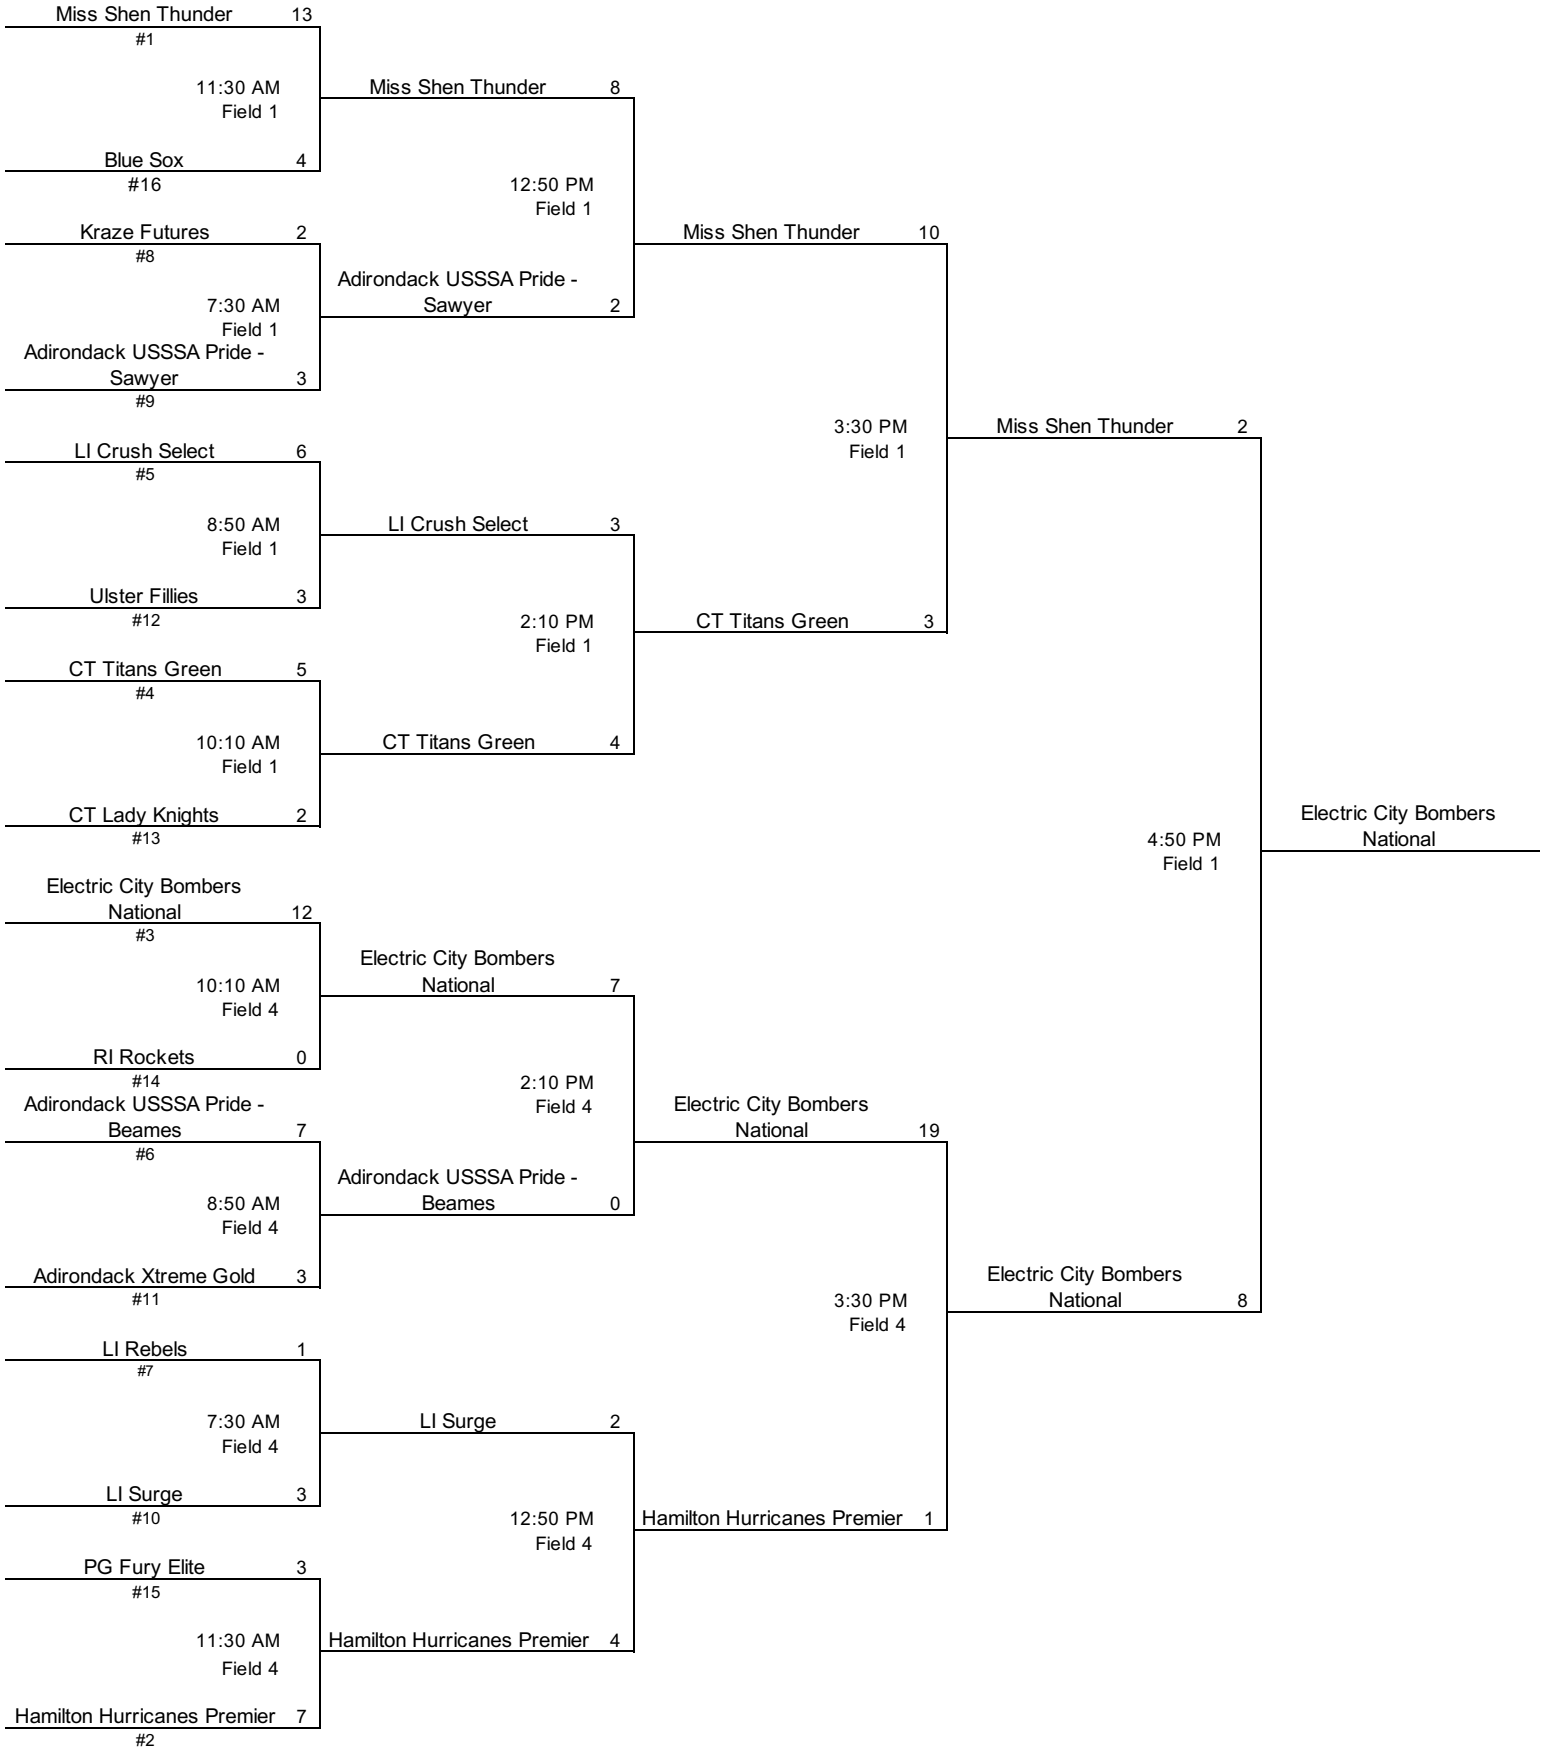 Miss Shen Thunder 13
#1
11:30 AM
Field 1
Blue Sox 4
#16
Kraze Futures 2
#8
7:30 AM
Field 1
Adirondack USSSA Pride -
Sawyer 3
#9
LI Crush Select 6
#5
8:50 AM
Field 1
Ulster Fillies 3
#12
CT Titans Green 5
#4
10:10 AM
Field 1
CT Lady Knights 2
#13
Electric City Bombers
National 12
#3
10:10 AM
Field 4
RI Rockets 0
#14
Adirondack USSSA Pride -
Beames 7
#6
8:50 AM
Field 4
Adirondack Xtreme Gold 3
#11
LI Rebels 1
#7
7:30 AM
Field 4
LI Surge 3
#10
PG Fury Elite 3
#15
11:30 AM
Field 4
Hamilton Hurricanes Premier 7
#2
Miss Shen Thunder 8
12:50 PM
Field 1
Adirondack USSSA Pride -
Sawyer 2
LI Crush Select 3
2:10 PM
Field 1
CT Titans Green 4
Electric City Bombers
National 7
2:10 PM
Field 4
Adirondack USSSA Pride -
Beames 0
LI Surge 2
12:50 PM
Field 4
Hamilton Hurricanes Premier 4
Miss Shen Thunder 10
3:30 PM
Field 1
CT Titans Green 3
Electric City Bombers
National 19
3:30 PM
Field 4
Hamilton Hurricanes Premier 1
Miss Shen Thunder 2
4:50 PM
Field 1
Electric City Bombers
National 8
Electric City Bombers
National